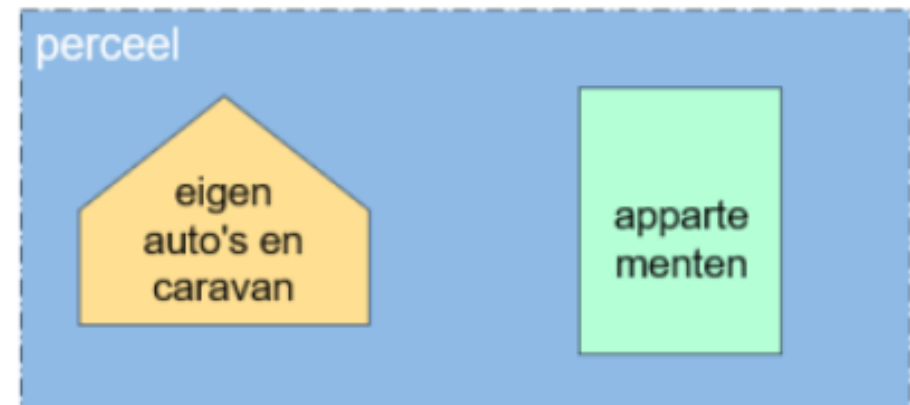 perceel
eigen
auto's en
caravan
apparte
menten